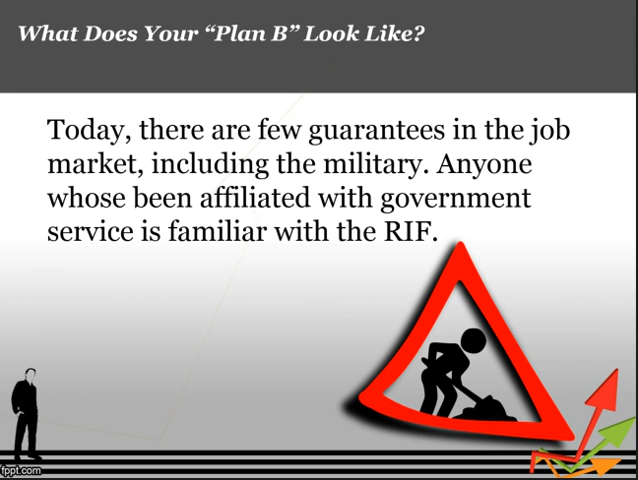 What Does Your “Plan B” Look Like?
Today, there are few guarantees in the job
market, including the military. Anyone
whose been affiliated with government
service is familiar with the RIF.
fppt.com